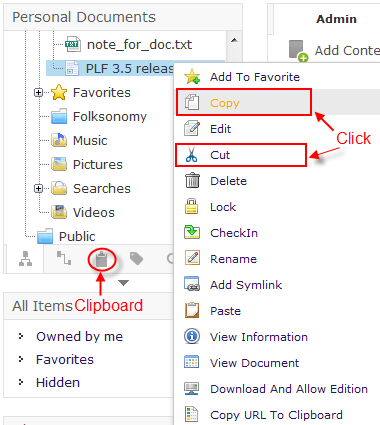 Personal Documents
note_for_doc.txt
PLF 3.5 releas
Favorites
Folksonomy
Music
Pictures
Searches
Videos
Public
Clipboard
All Items
Owned by me
Favorites
Hidden
Admin
Add Conte
Add To Favorite
Copy
Edit
Cut
Click
Delete
Lock
CheckIn
Rename
Add Symlink
Paste
View Information
View Document
Download And Allow Edition
Copy URL To Clipboard